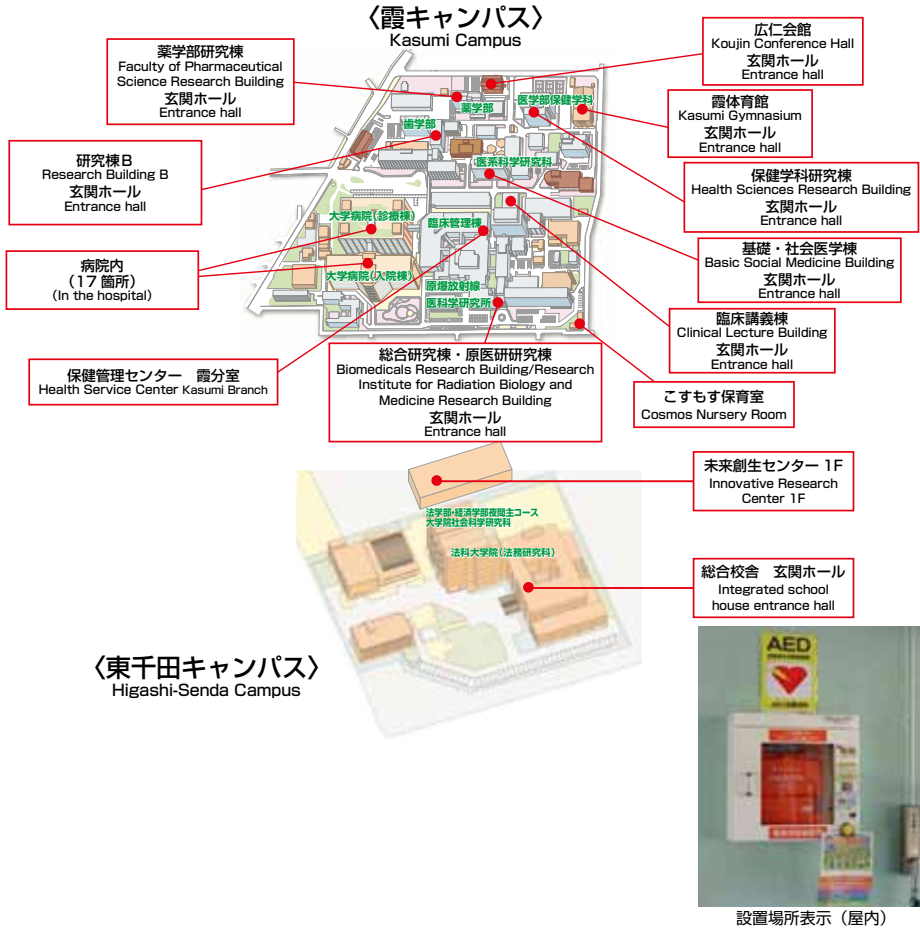 〈霞キャンパス〉
Kasumi Campus
薬学部研究棟
Faculty of Pharmaceutical
Science Research Building
玄関ホール
Entrance hall
広仁会館
Koujin Conference Hall
玄関ホール
Entrance hall
霞体育館
Kasumi Gymnasium
玄関ホール
Entrance hall
研究棟B
Research Building B
玄関ホール
Entrance hall
保健学科研究棟
Health Sciences Research Building
玄関ホール
Entrance hall
病院内
(17 箇所)
(In the hospital)
基礎・社会医学棟
Basic Social Medicine Building
玄関ホール
Entrance hall
臨床講義棟
Clinical Lecture Building
玄関ホール
Entrance hall
薬学部
医学部保健学科
歯学部
医系科学研究科
大学病院(診療棟)
臨床管理棟
大学病院(入院棟)
原爆放射線
医科学研究所
保健管理センター 霞分室
Health Service Center Kasumi Branch
総合研究棟・原医研研究棟
Biomedicals Research Building/Research
Institute for Radiation Biology and
Medicine Research Building
玄関ホール
Entrance hall
こすもす保育室
Cosmos Nursery Room
未来創生センター 1F
Innovative Research
Center 1F
法学部・経済学部夜間主コース
大学院社会科学研究科
法科大学院(法務研究科)
総合校舎 玄関ホール
Integrated school
house entrance hall
〈東千田キャンパス〉
Higashi-Senda Campus
AED
設置場所表示(屋内)